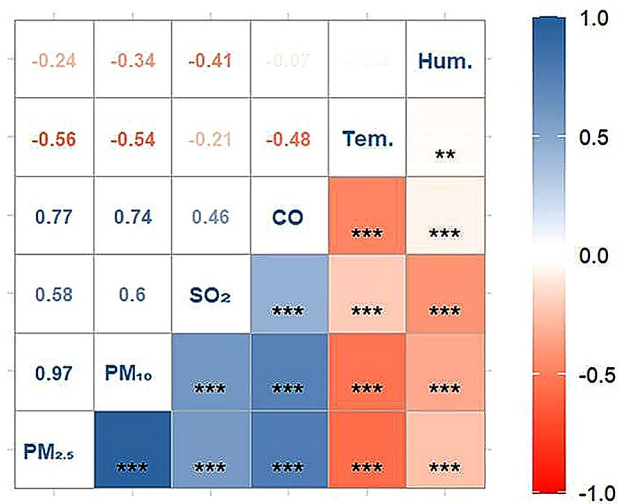 -0.24 -0.34 -0.41 -0.07 Hum. 1.0
-0.56 -0.54 -0.21 -0.48 Tem. ** 0.5
0.77 0.74 0.46 CO *** *** 0.0
0.58 0.6 SO₂ *** *** ***
0.97 PM₁₀ *** *** *** *** -0.5
PM₂.₅ *** *** *** *** *** -1.0